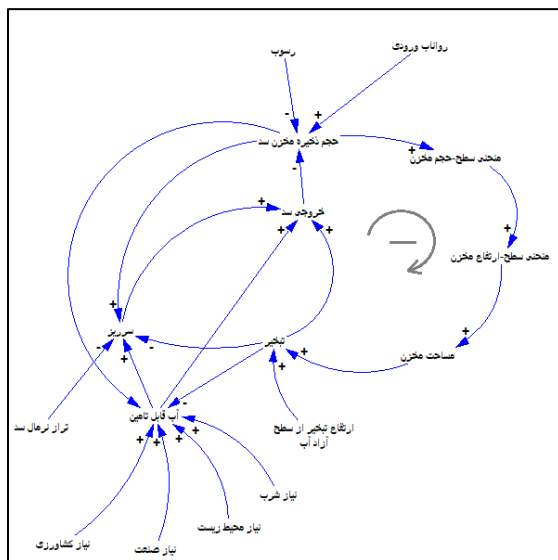 رواناب ورودی
رسوب
حجم ذخیره مخزن سد
منحنی سطح-حجم مخزن
خروجی سد
منحنی سطح-ارتفاع مخزن
سرریز
تبخیر
مساحت مخزن
آب قابل تامین
تراز نرمال سد
ارتفاع تبخیر از سطح
آزاد آب
نیاز شرب
نیاز محیط زیست
نیاز صنعت
نیاز کشاورزی